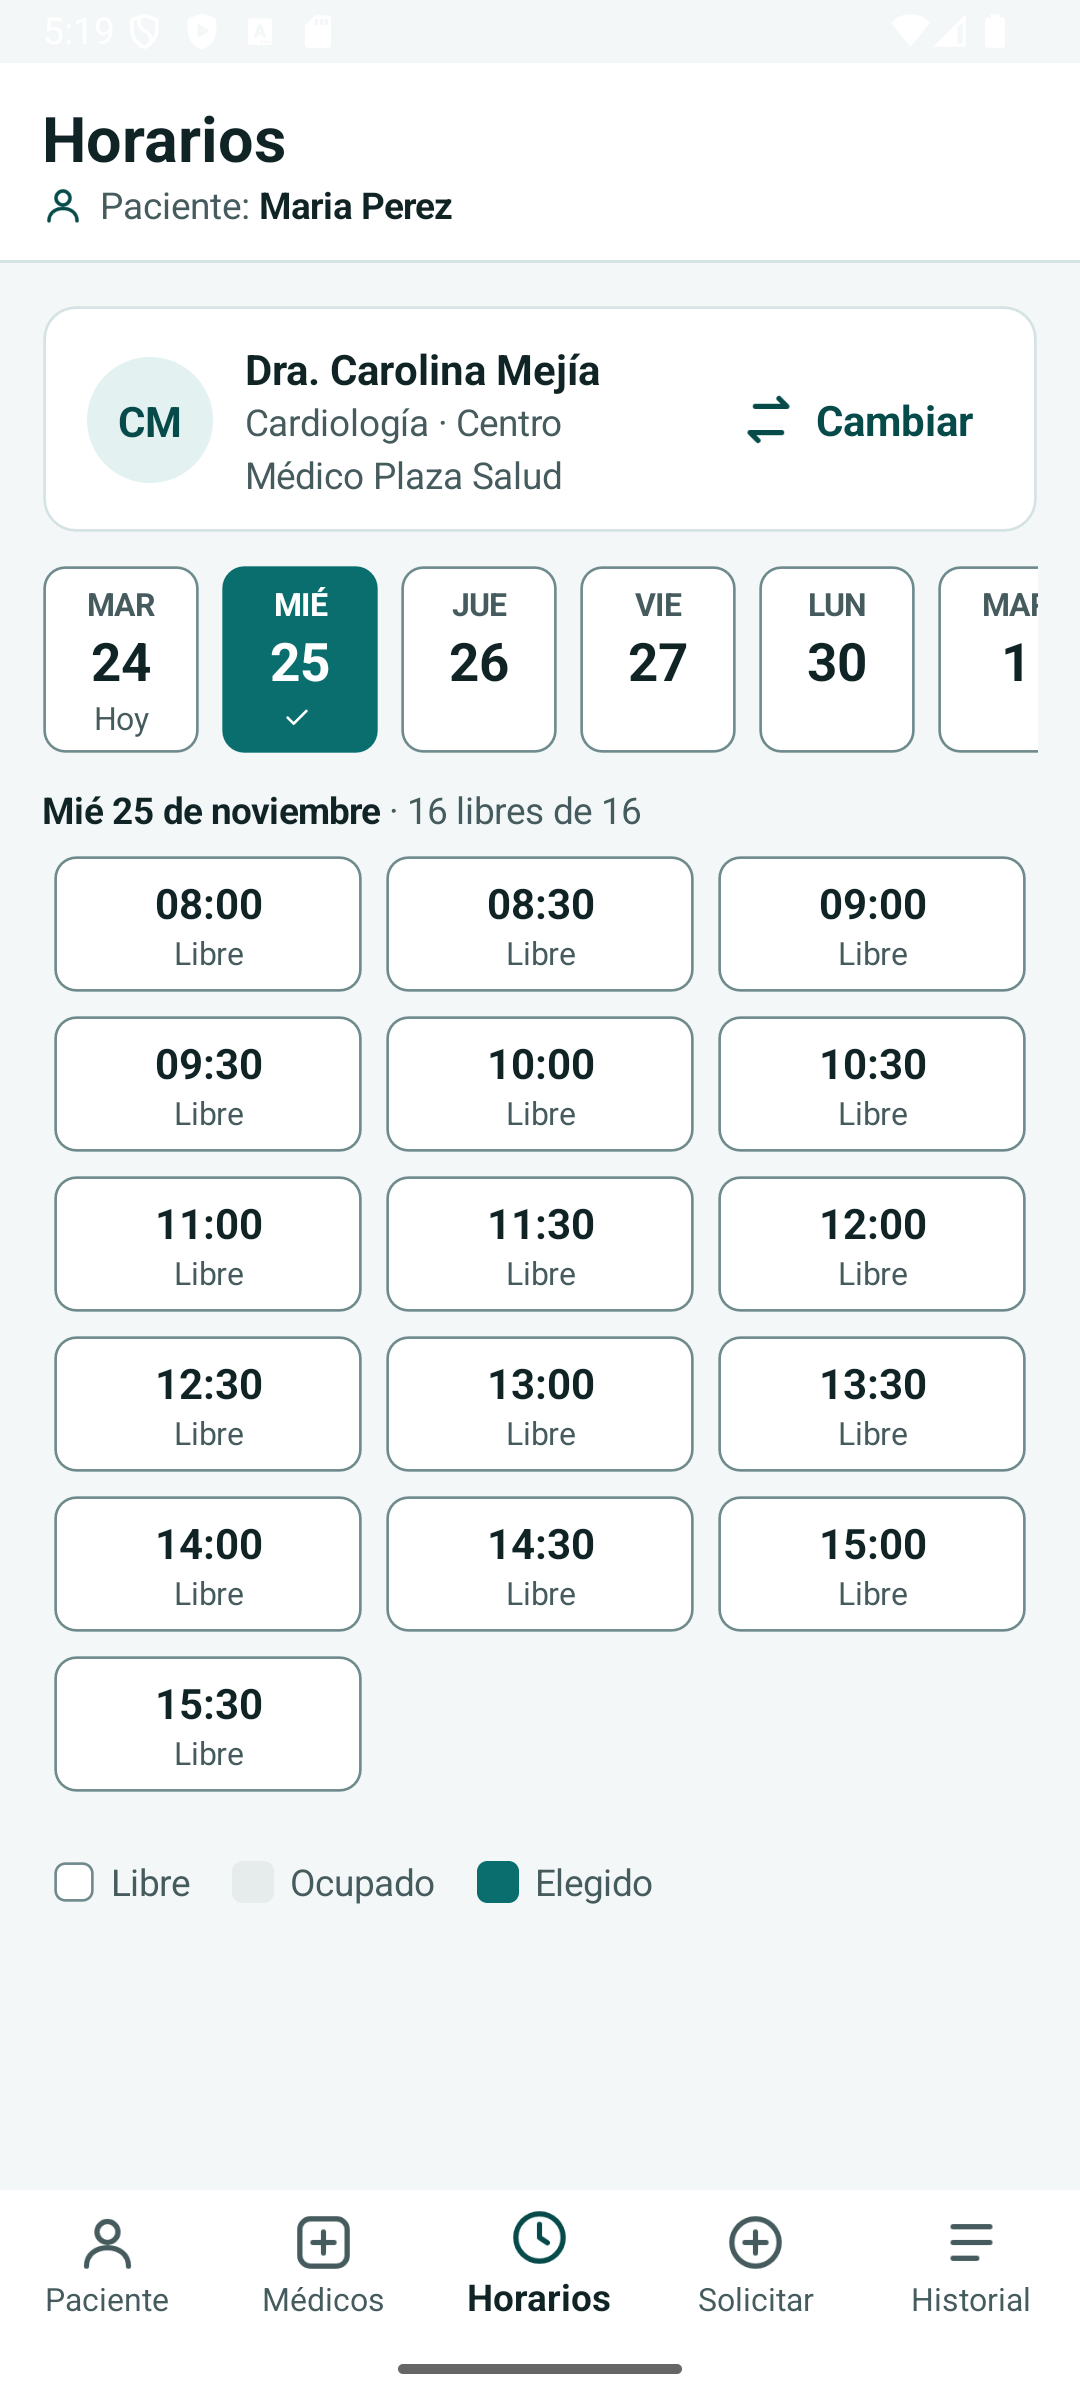 5:19
Horarios
Paciente: Maria Perez
CM
Dra. Carolina Mejía
Cardiología · Centro
Médico Plaza Salud
Cambiar
MAR
24
Hoy
MIÉ
25
JUE
26
VIE
27
LUN
30
MAR
1
Mié 25 de noviembre · 16 libres de 16
08:00
Libre
08:30
Libre
09:00
Libre
09:30
Libre
10:00
Libre
10:30
Libre
11:00
Libre
11:30
Libre
12:00
Libre
12:30
Libre
13:00
Libre
13:30
Libre
14:00
Libre
14:30
Libre
15:00
Libre
15:30
Libre
Libre
Ocupado
Elegido
Paciente
Médicos
Horarios
Solicitar
Historial